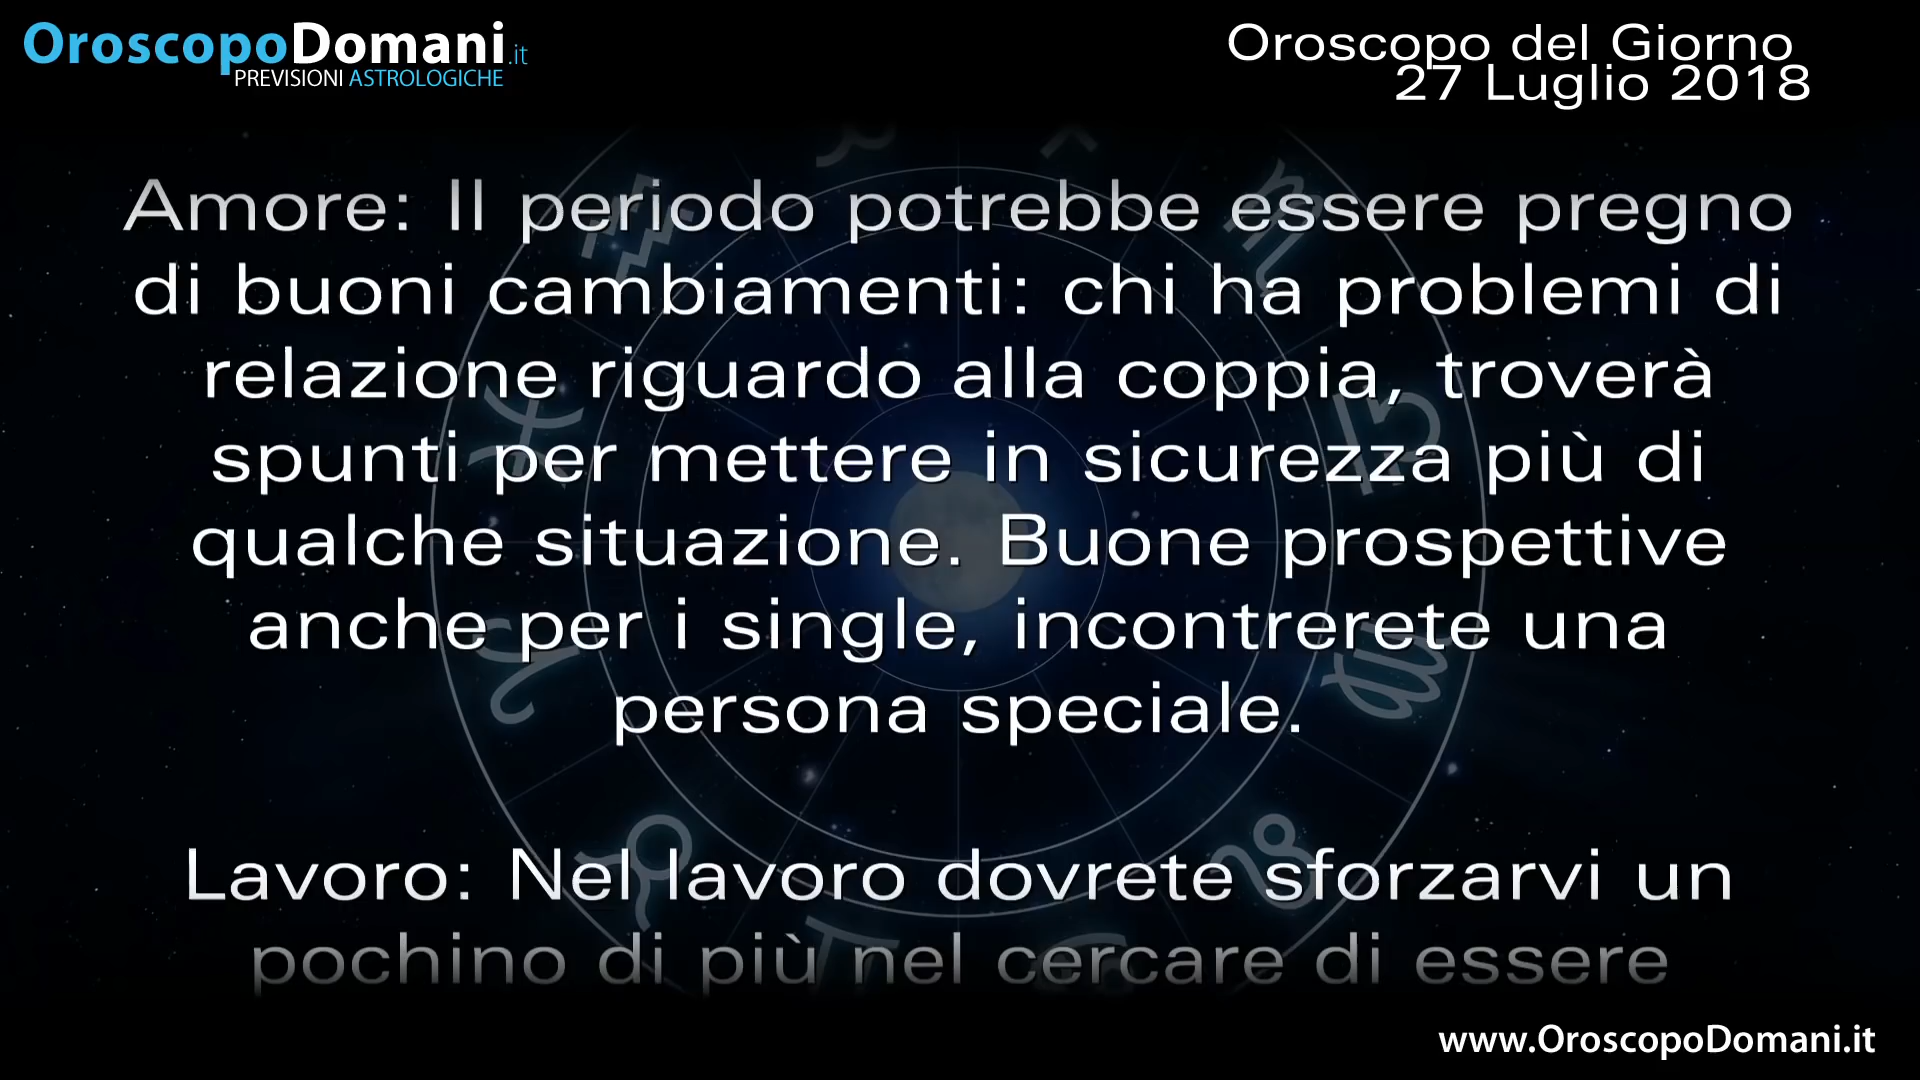 OroscopoDomani.it
PREVISIONI ASTROLOGICHE
Oroscopo del Giorno
27 Luglio 2018
Amore: Il periodo potrebbe essere pregno
di buoni cambiamenti: chi ha problemi di
relazione riguardo alla coppia, troverà
spunti per mettere in sicurezza più di
qualche situazione. Buone prospettive
anche per i single, incontrerete una
persona speciale.
Lavoro: Nel lavoro dovrete sforzarvi un
pochino di più nel cercare di essere
www.OroscopoDomani.it